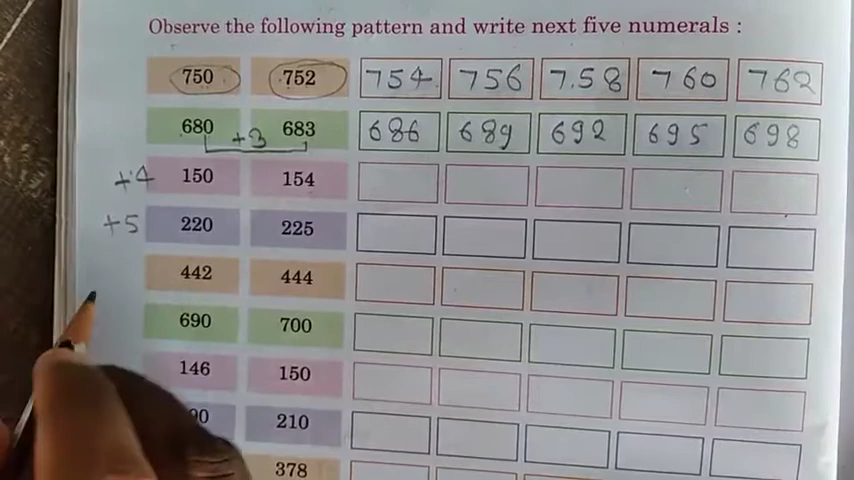 Observe the following pattern and write next five numerals :
750 752 754 756 758 760 762
680 +3 683 686 689 692 695 698
+4 150 154
+5 220 225
442 444
690 700
146 150
210
378